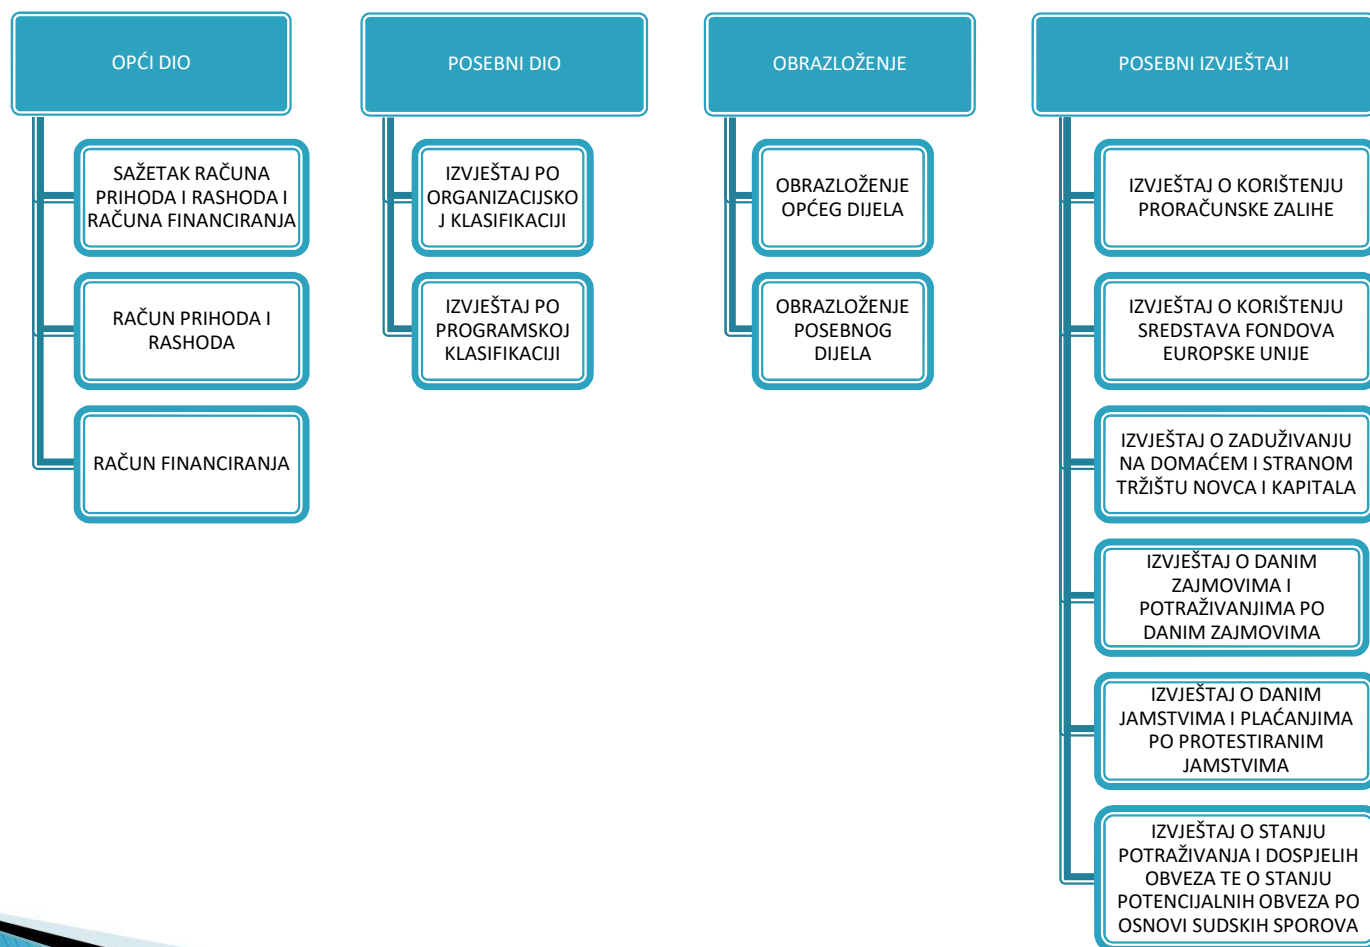 OPĆI DIO
SAŽETAK RAČUNA
PRIHODA I RASHODA I
RAČUNA FINANCIRANJA
RAČUN PRIHODA I
RASHODA
RAČUN FINANCIRANJA
POSEBNI DIO
IZVJEŠTAJ PO
ORGANIZACIJSKO
J KLASIFIKACIJI
IZVJEŠTAJ PO
PROGRAMSKOJ
KLASIFIKACIJI
OBRAZLOŽENJE
OBRAZLOŽENJE
OPĆEG DIJELA
OBRAZLOŽENJE
POSEBNOG
DIJELA
POSEBNI IZVJEŠTAJI
IZVJEŠTAJ O KORIŠTENJU
PRORAČUNSKE ZALIHE
IZVJEŠTAJ O KORIŠTENJU
SREDSTAVA FONDOVA
EUROPSKE UNIJE
IZVJEŠTAJ O ZADUŽIVANJU
NA DOMAĆEM I STRANOM
TRŽIŠTU NOVCA I KAPITALA
IZVJEŠTAJ O DANIM
ZAJMOVIMA I
POTRAŽIVANJIMA PO
DANIM ZAJMOVIMA
IZVJEŠTAJ O DANIM
JAMSTVIMA I PLAĆANJIMA
PO PROTESTIRANIM
JAMSTVIMA
IZVJEŠTAJ O STANJU
POTRAŽIVANJA I DOSPJELIH
OBVEZA TE O STANJU
POTENCIJALNIH OBVEZA PO
OSNOVI SUDSKIH SPOROVA